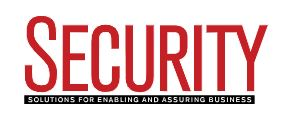 SECURITY
SOLUTIONS FOR ENABLING AND ASSURING BUSINESS